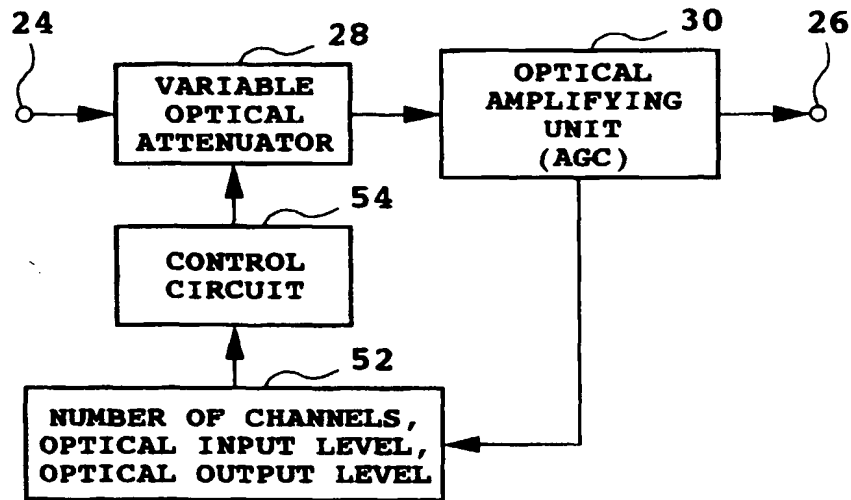 24
28
30
26
VARIABLE
OPTICAL
ATTENUATOR
OPTICAL
AMPLIFYING
UNIT
(AGC)
54
CONTROL
CIRCUIT
52
NUMBER OF CHANNELS,
OPTICAL INPUT LEVEL,
OPTICAL OUTPUT LEVEL